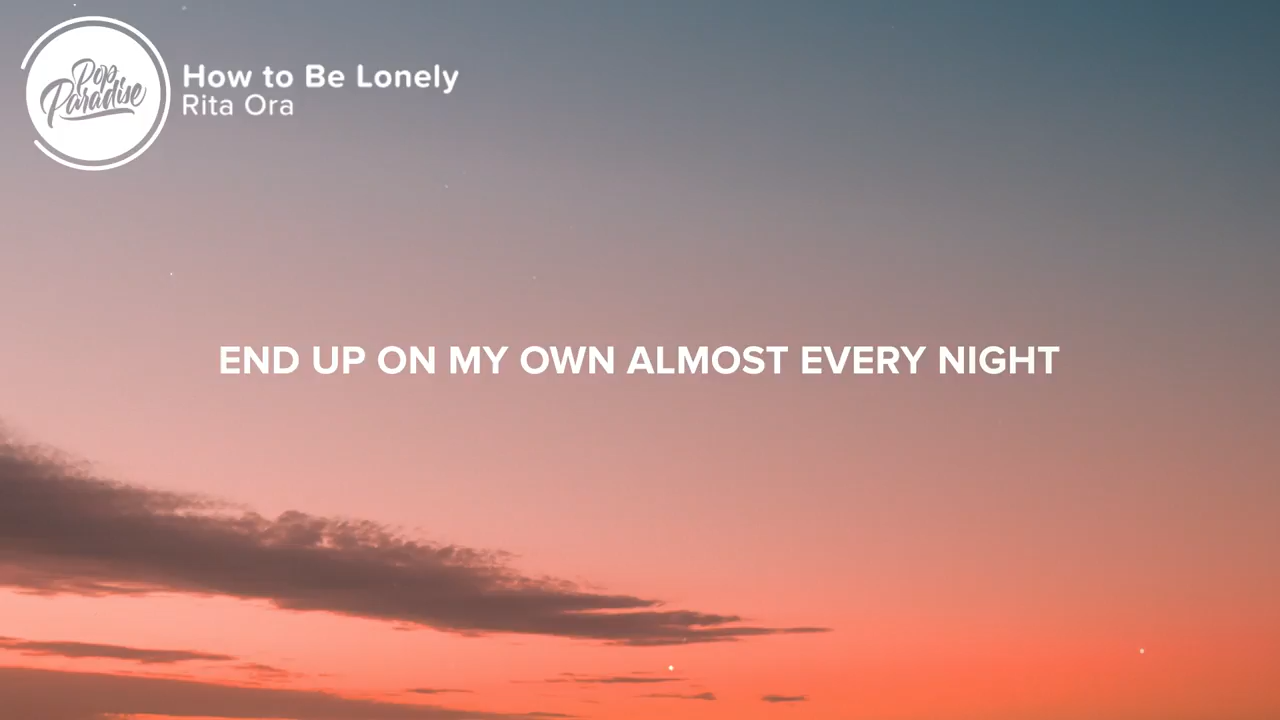 Pop
Paradise
How to Be Lonely
Rita Ora
END UP ON MY OWN ALMOST EVERY NIGHT